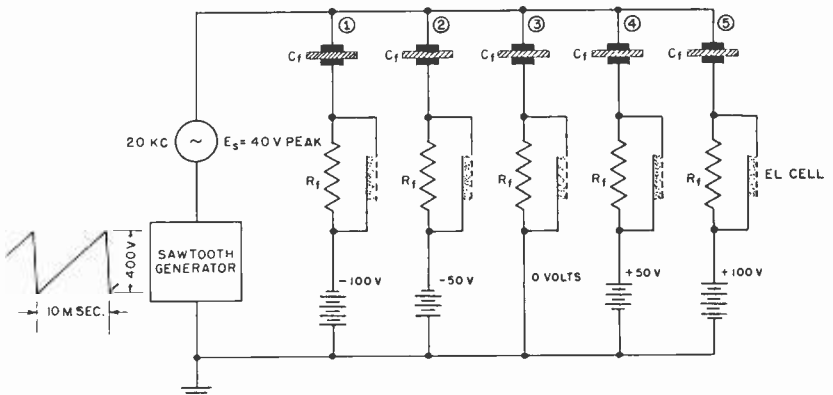 ① ② ③ ④ ⑤
Cf Cf Cf Cf Cf
20 KC
~
Es = 40 V PEAK
Rf Rf Rf Rf Rf
EL CELL
SAWTOOTH
GENERATOR
400 V
10 M SEC.
−100 V
−50 V
0 VOLTS
+50 V
+100 V